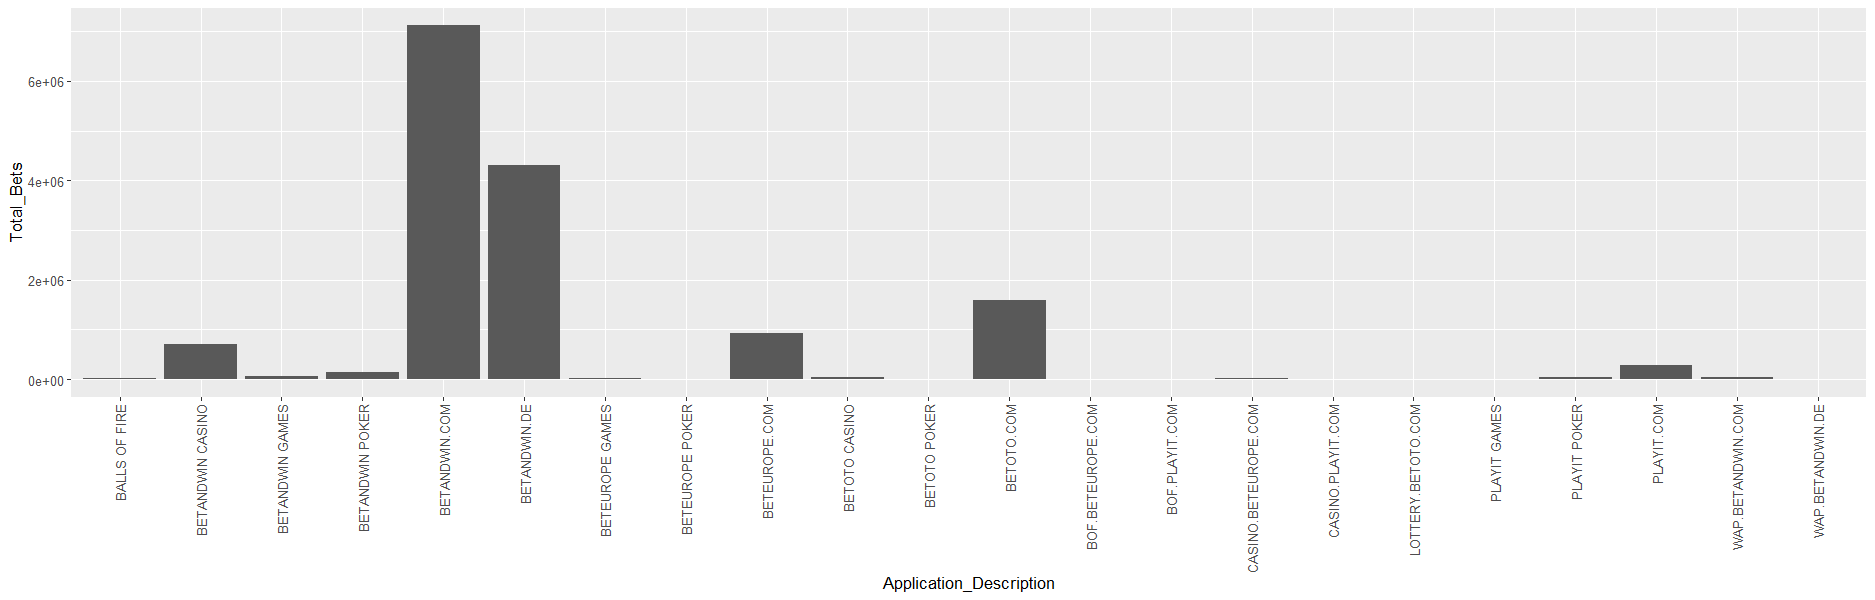 Total_Bets
6e+06
4e+06
2e+06
0e+00
BALLS OF FIRE
BETANDWIN CASINO
BETANDWIN GAMES
BETANDWIN POKER
BETANDWIN.COM
BETANDWIN.DE
BETEUROPE GAMES
BETEUROPE POKER
BETEUROPE.COM
BETOTO CASINO
BETOTO POKER
BETOTO.COM
BOF.BETEUROPE.COM
BOF.PLAYIT.COM
CASINO.BETEUROPE.COM
CASINO.PLAYIT.COM
LOTTERY.BETOTO.COM
PLAYIT GAMES
PLAYIT POKER
PLAYIT.COM
WAP.BETANDWIN.COM
WAP.BETANDWIN.DE
Application_Description